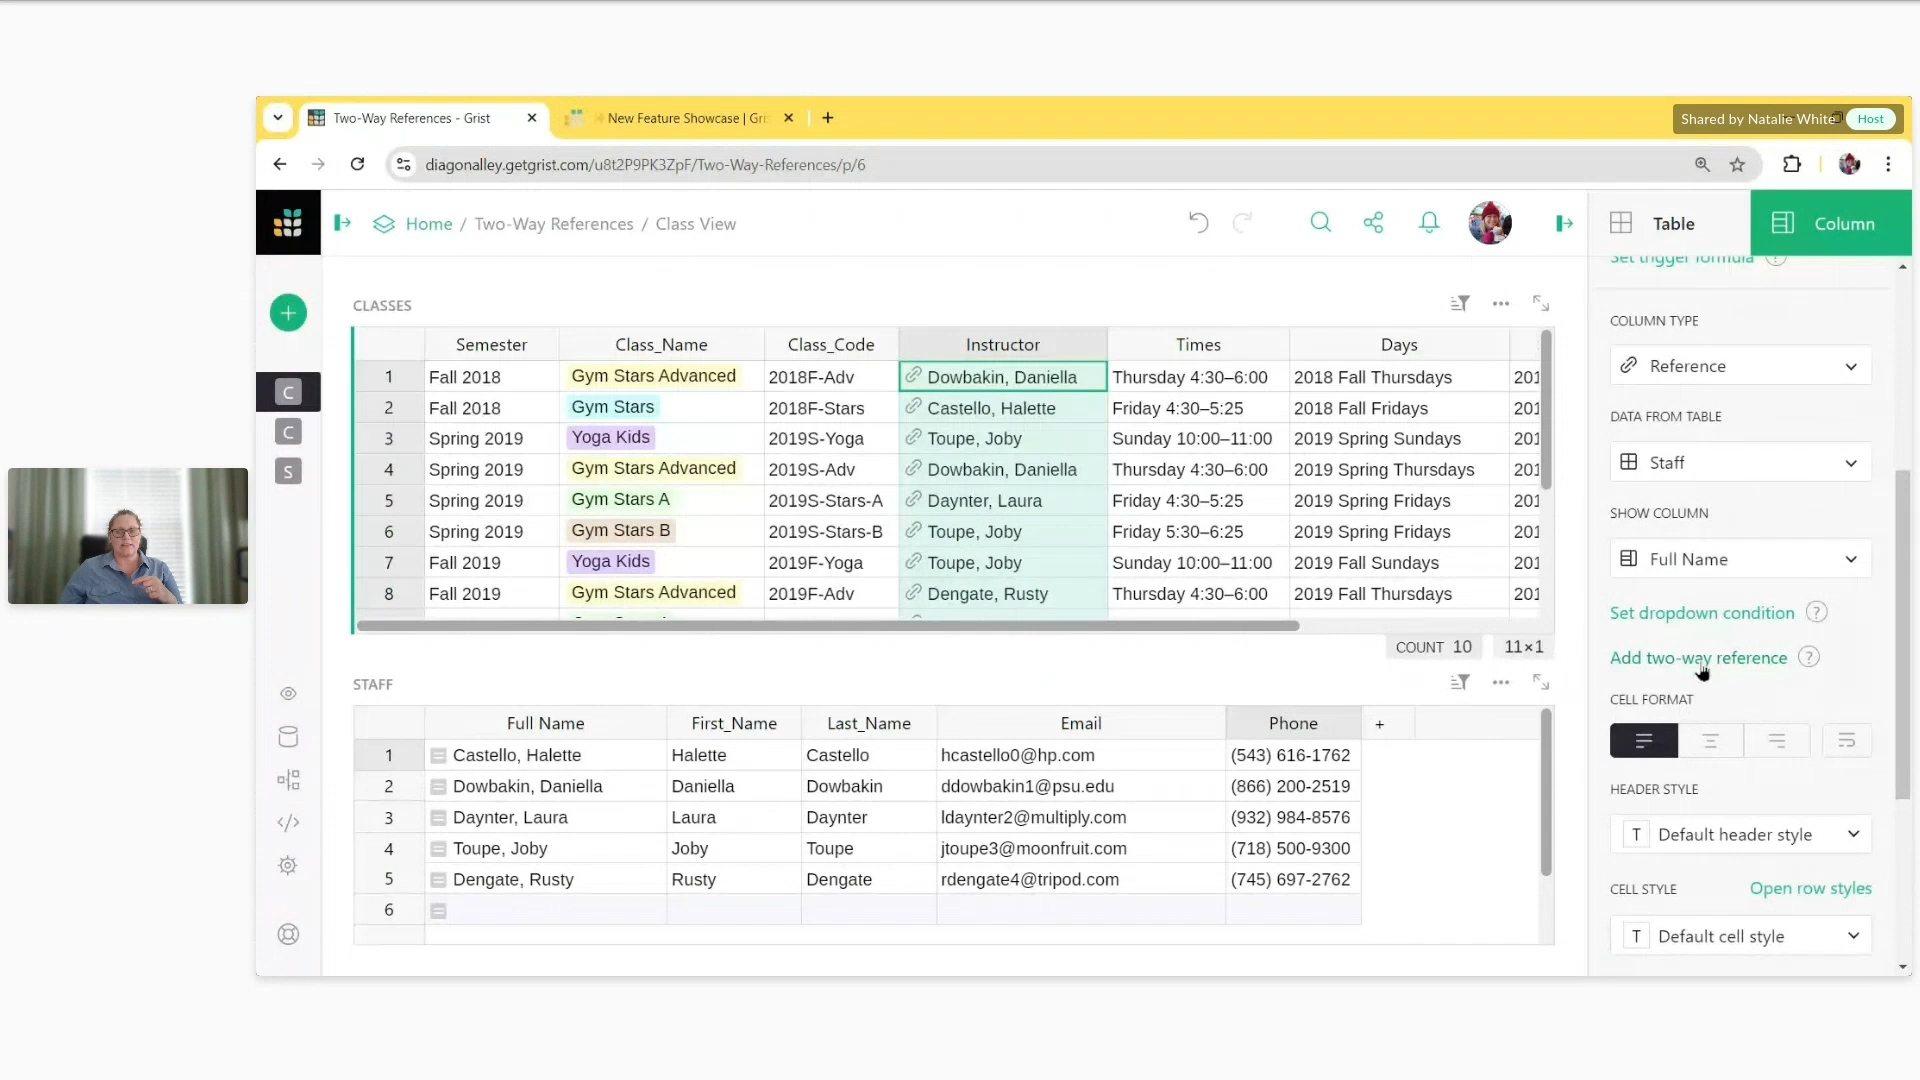 Two-Way References - Grist
New Feature Showcase | Gri
Shared by Natalie White
Host
diagonalley.getgrist.com/u8t2P9PK3ZpF/Two-Way-References/p/6
Home / Two-Way References / Class View
Table
Column
Set trigger formula ?
CLASSES
Semester Class_Name Class_Code Instructor Times Days
1 Fall 2018 Gym Stars Advanced 2018F-Adv Dowbakin, Daniella Thursday 4:30–6:00 2018 Fall Thursdays 201
2 Fall 2018 Gym Stars 2018F-Stars Castello, Halette Friday 4:30–5:25 2018 Fall Fridays 201
3 Spring 2019 Yoga Kids 2019S-Yoga Toupe, Joby Sunday 10:00–11:00 2019 Spring Sundays 201
4 Spring 2019 Gym Stars Advanced 2019S-Adv Dowbakin, Daniella Thursday 4:30–6:00 2019 Spring Thursdays 201
5 Spring 2019 Gym Stars A 2019S-Stars-A Daynter, Laura Friday 4:30–5:25 2019 Spring Fridays 201
6 Spring 2019 Gym Stars B 2019S-Stars-B Toupe, Joby Friday 5:30–6:25 2019 Spring Fridays 201
7 Fall 2019 Yoga Kids 2019F-Yoga Toupe, Joby Sunday 10:00–11:00 2019 Fall Sundays 201
8 Fall 2019 Gym Stars Advanced 2019F-Adv Dengate, Rusty Thursday 4:30–6:00 2019 Fall Thursdays 201
COUNT 10 11×1
C
C
S
STAFF
Full Name First_Name Last_Name Email Phone +
1 Castello, Halette Halette Castello hcastello0@hp.com (543) 616-1762
2 Dowbakin, Daniella Daniella Dowbakin ddowbakin1@psu.edu (866) 200-2519
3 Daynter, Laura Laura Daynter ldaynter2@multiply.com (932) 984-8576
4 Toupe, Joby Joby Toupe jtoupe3@moonfruit.com (718) 500-9300
5 Dengate, Rusty Rusty Dengate rdengate4@tripod.com (745) 697-2762
6
COLUMN TYPE
Reference
DATA FROM TABLE
Staff
SHOW COLUMN
Full Name
Set dropdown condition ?
Add two-way reference ?
CELL FORMAT
HEADER STYLE
T Default header style
CELL STYLE Open row styles
T Default cell style